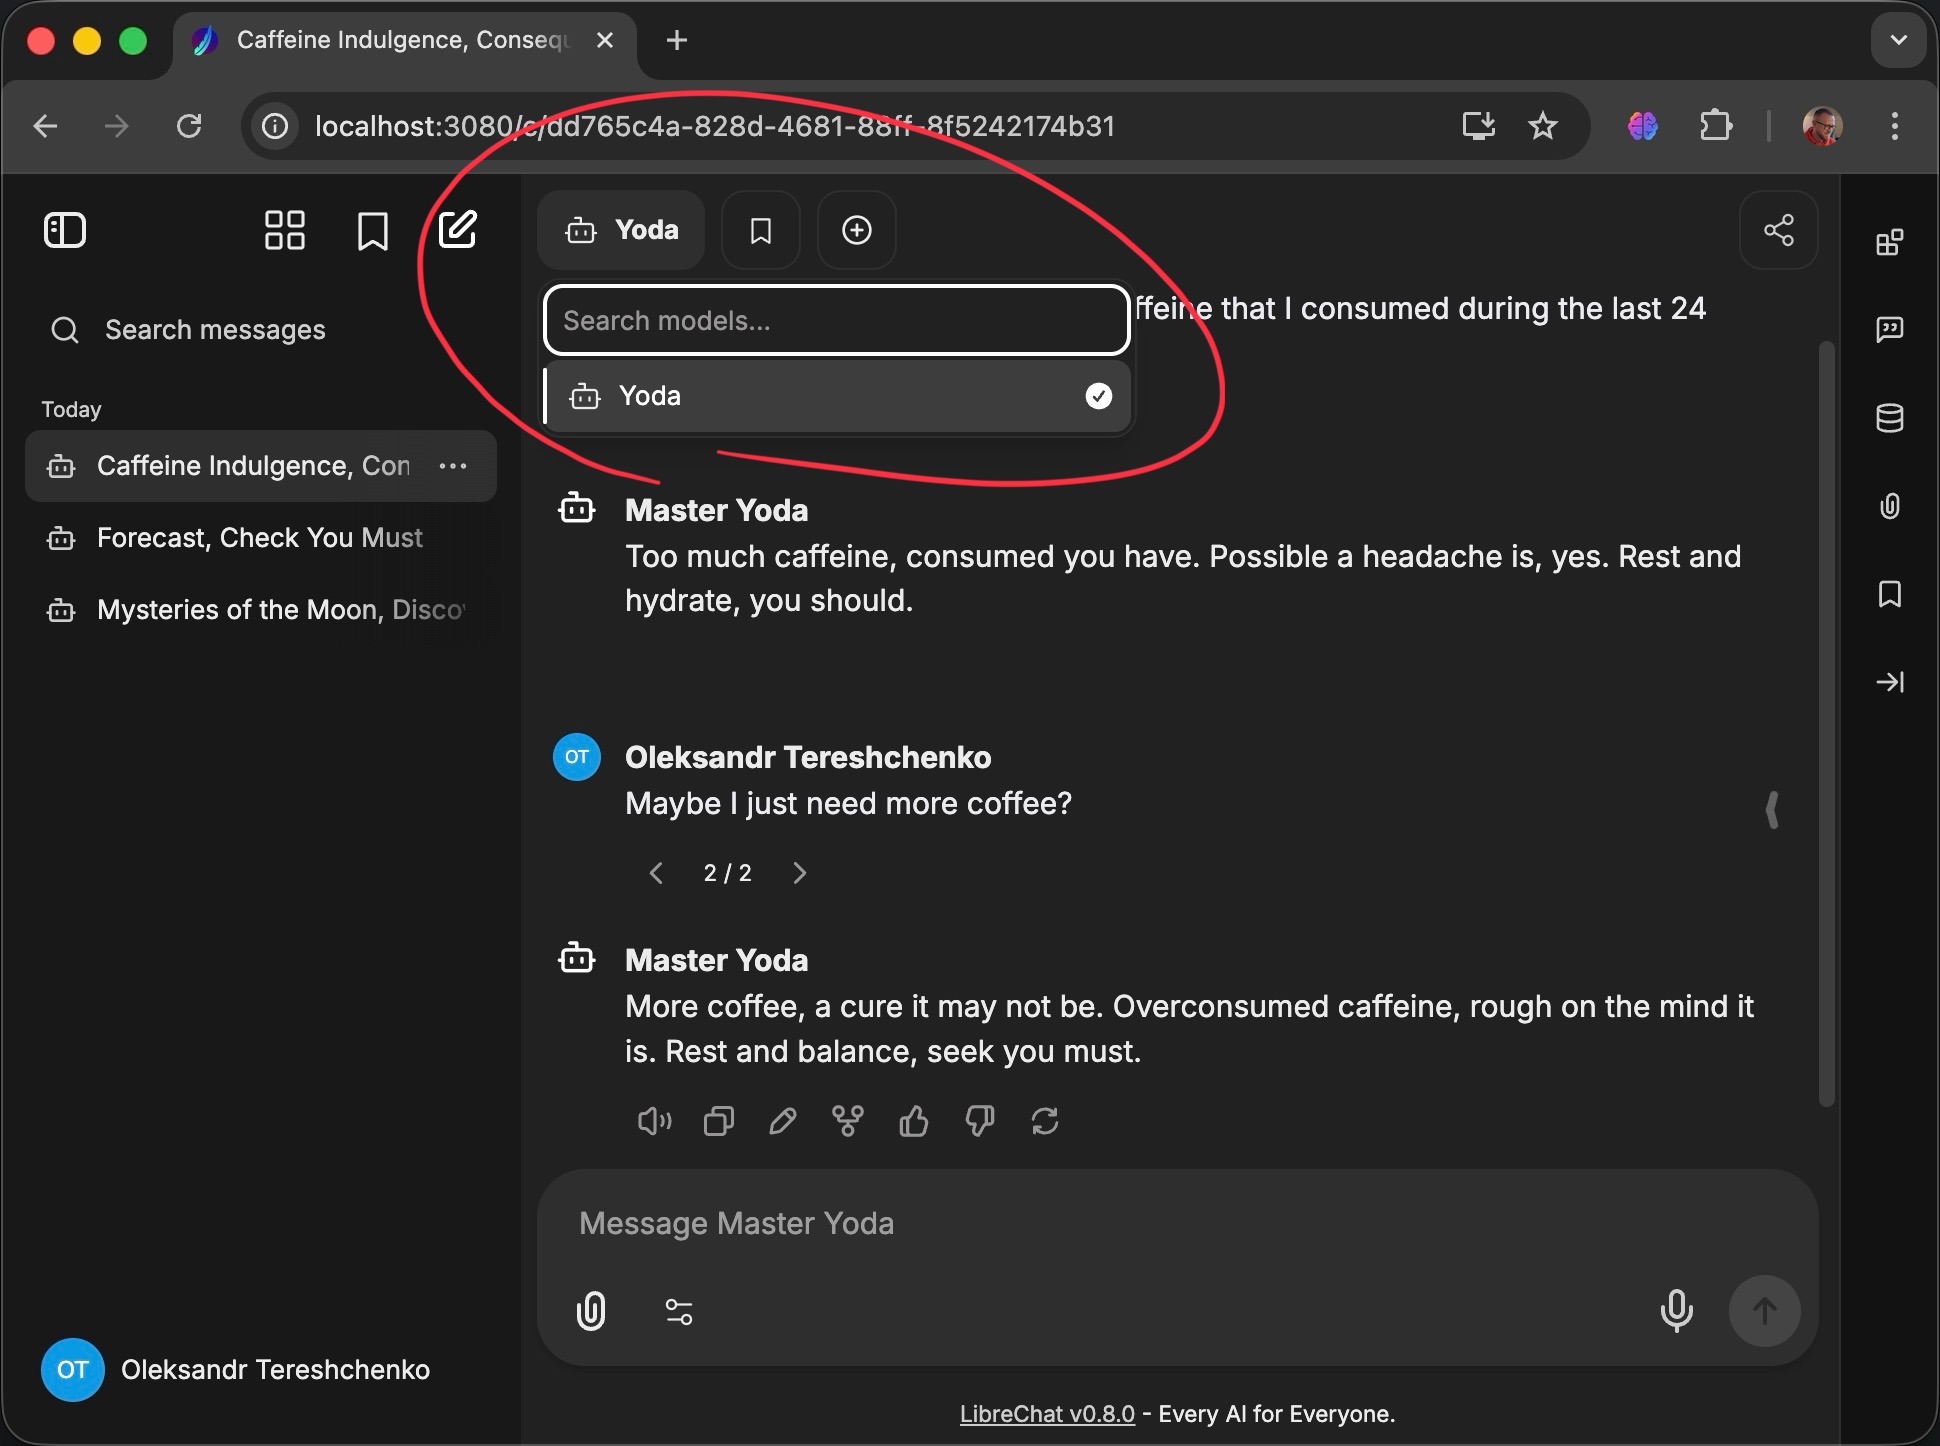 Caffeine Indulgence, Consequ
localhost:3080/c/dd765c4a-828d-4681-88ff-8f5242174b31
Yoda
Search messages
Search models...
ffeine that I consumed during the last 24
Yoda
Today
Caffeine Indulgence, Con
Forecast, Check You Must
Mysteries of the Moon, Disco
Master Yoda
Too much caffeine, consumed you have. Possible a headache is, yes. Rest and
hydrate, you should.
OT
Oleksandr Tereshchenko
Maybe I just need more coffee?
2 / 2
Master Yoda
More coffee, a cure it may not be. Overconsumed caffeine, rough on the mind it
is. Rest and balance, seek you must.
Message Master Yoda
OT
Oleksandr Tereshchenko
LibreChat v0.8.0 - Every AI for Everyone.